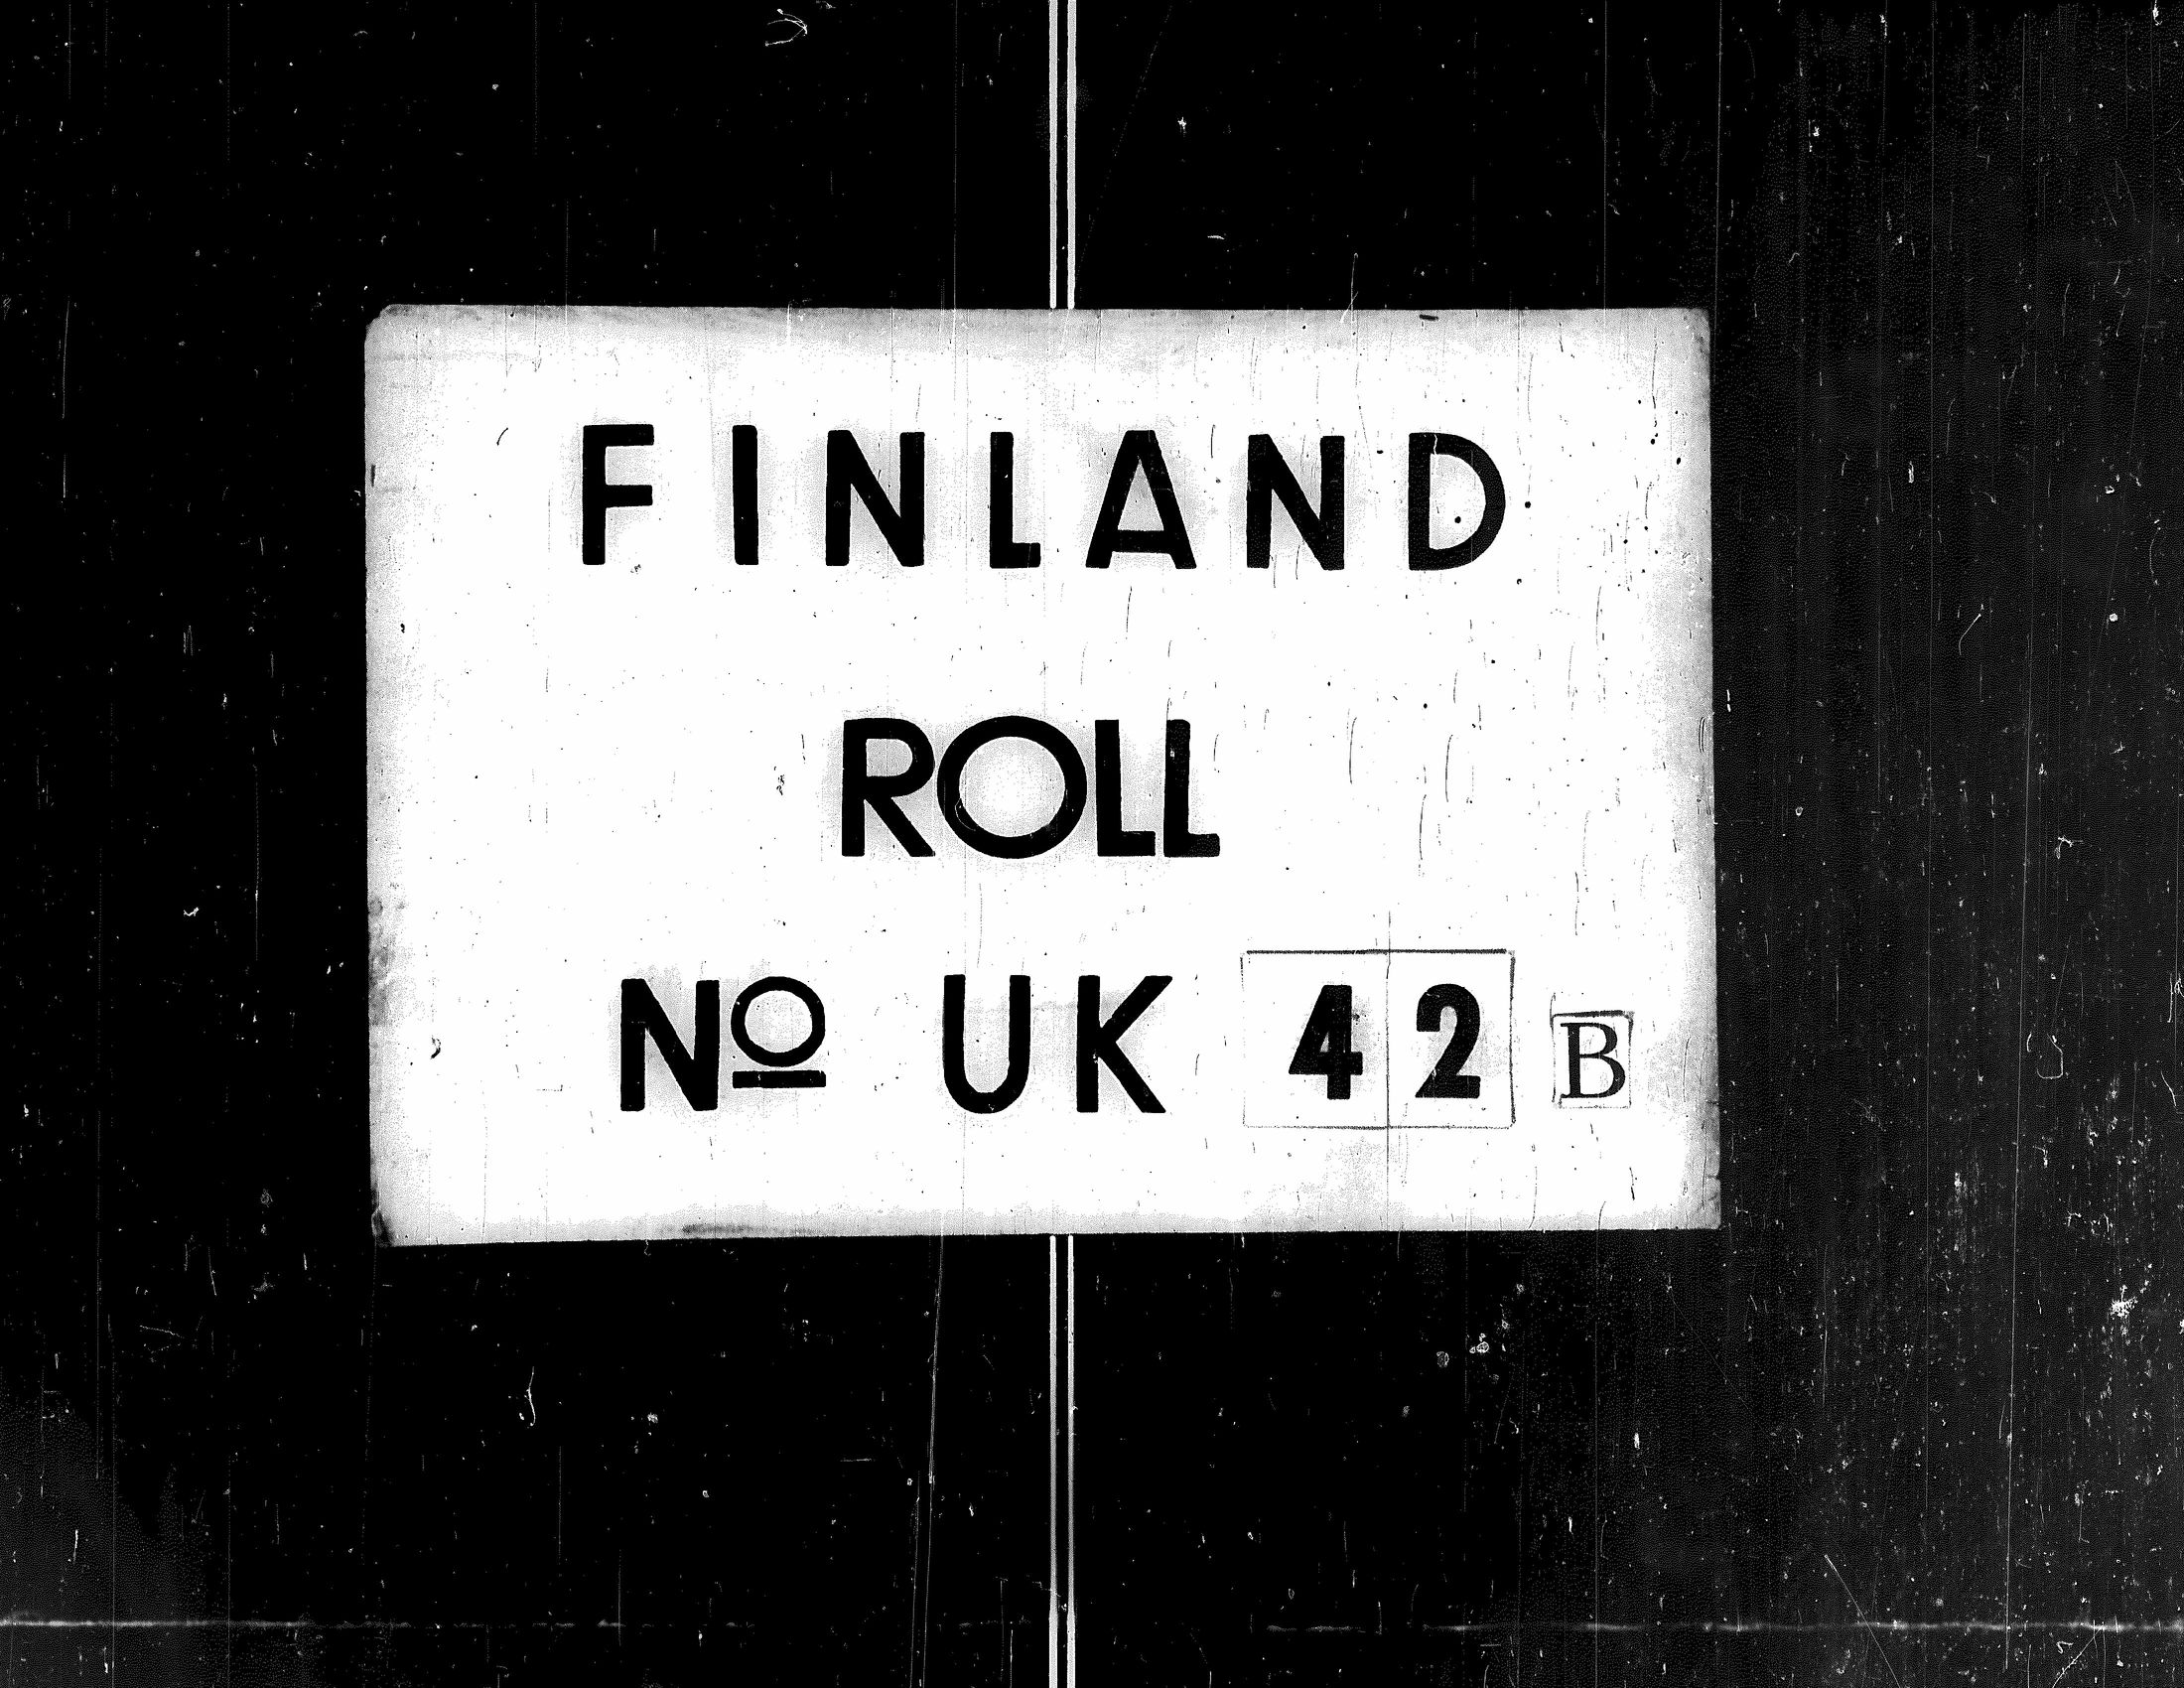 FINLAND
ROLL
Nº UK 42 B